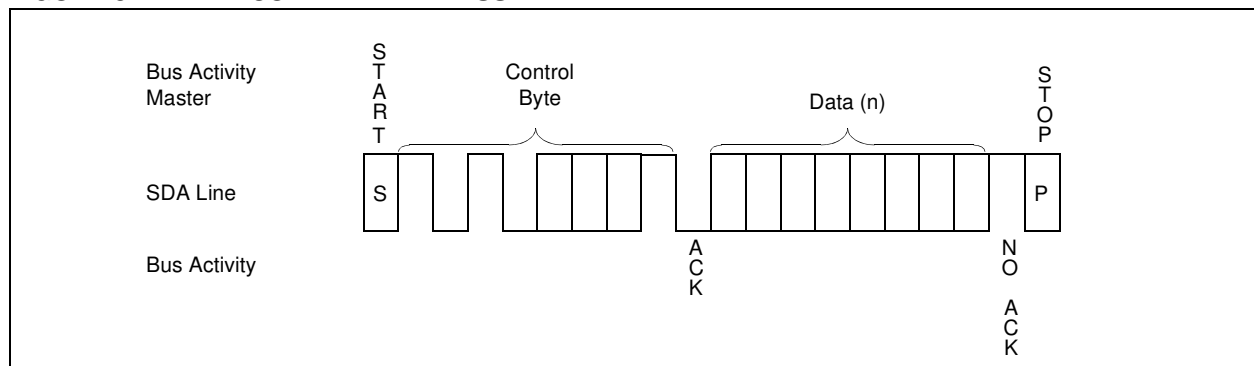 Bus Activity
Master
START
Control
Byte
Data (n)
STOP
SDA Line
S
P
Bus Activity
ACK
NO ACK